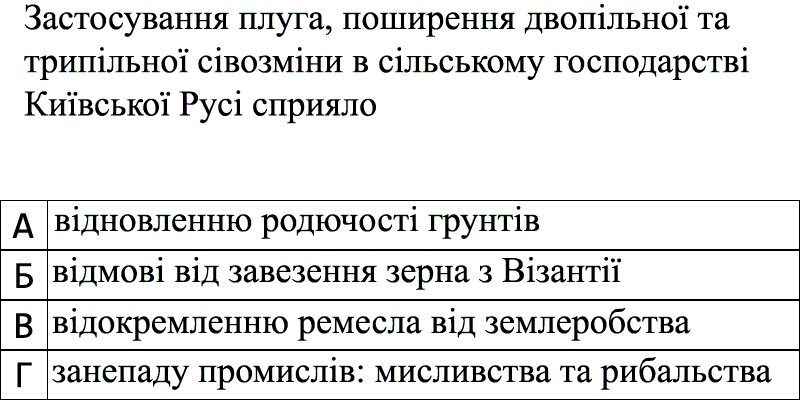 Застосування плуга, поширення двопільної та
трипільної сівозміни в сільському господарстві
Київської Русі сприяло
А відновленню родючості грунтів
Б відмові від завезення зерна з Візантії
В відокремленню ремесла від землеробства
Г занепаду промислів: мисливства та рибальства